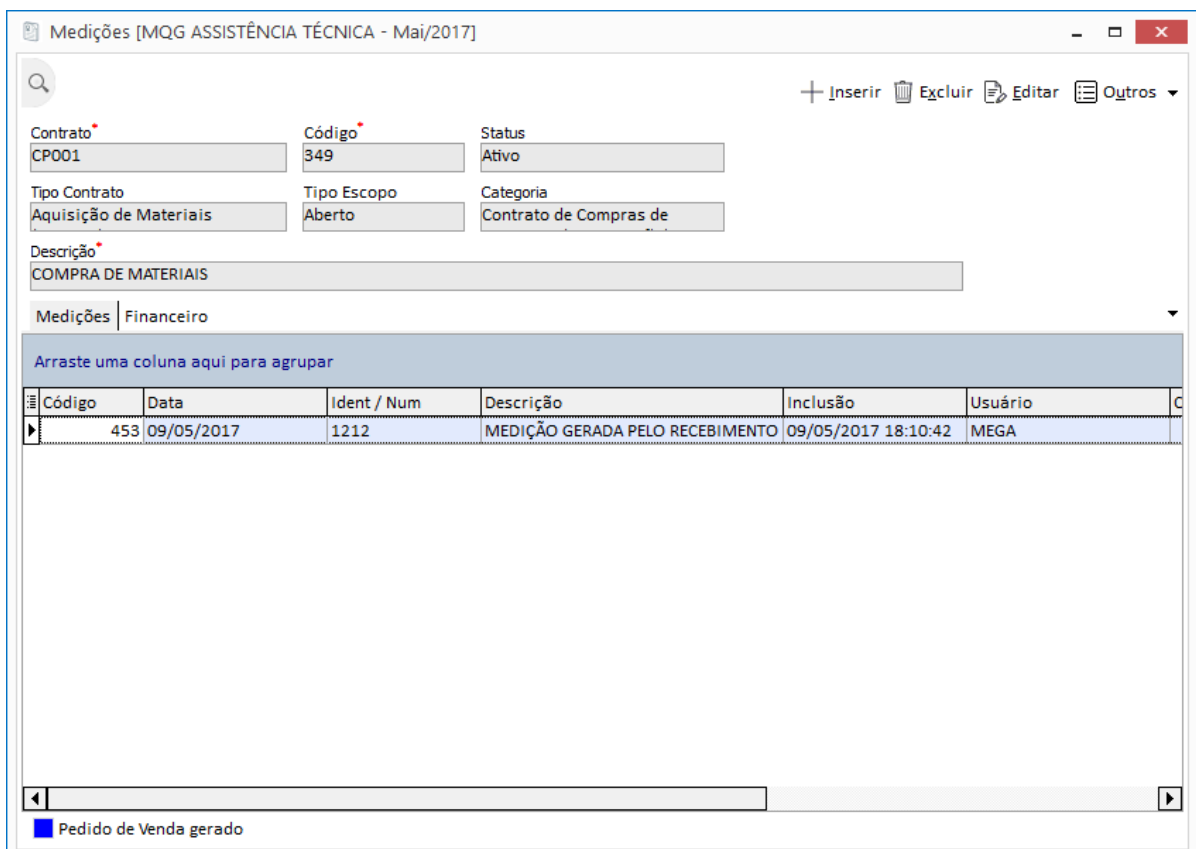 Medições [MQG ASSISTÊNCIA TÉCNICA - Mai/2017]
Inserir Excluir Editar Outros
Contrato* Código* Status
CP001 349 Ativo
Tipo Contrato Tipo Escopo Categoria
Aquisição de Materiais Aberto Contrato de Compras de
Descrição*
COMPRA DE MATERIAIS
Medições Financeiro
Arraste uma coluna aqui para agrupar
Código Data Ident / Num Descrição Inclusão Usuário
453 09/05/2017 1212 MEDIÇÃO GERADA PELO RECEBIMENTO 09/05/2017 18:10:42 MEGA
Pedido de Venda gerado